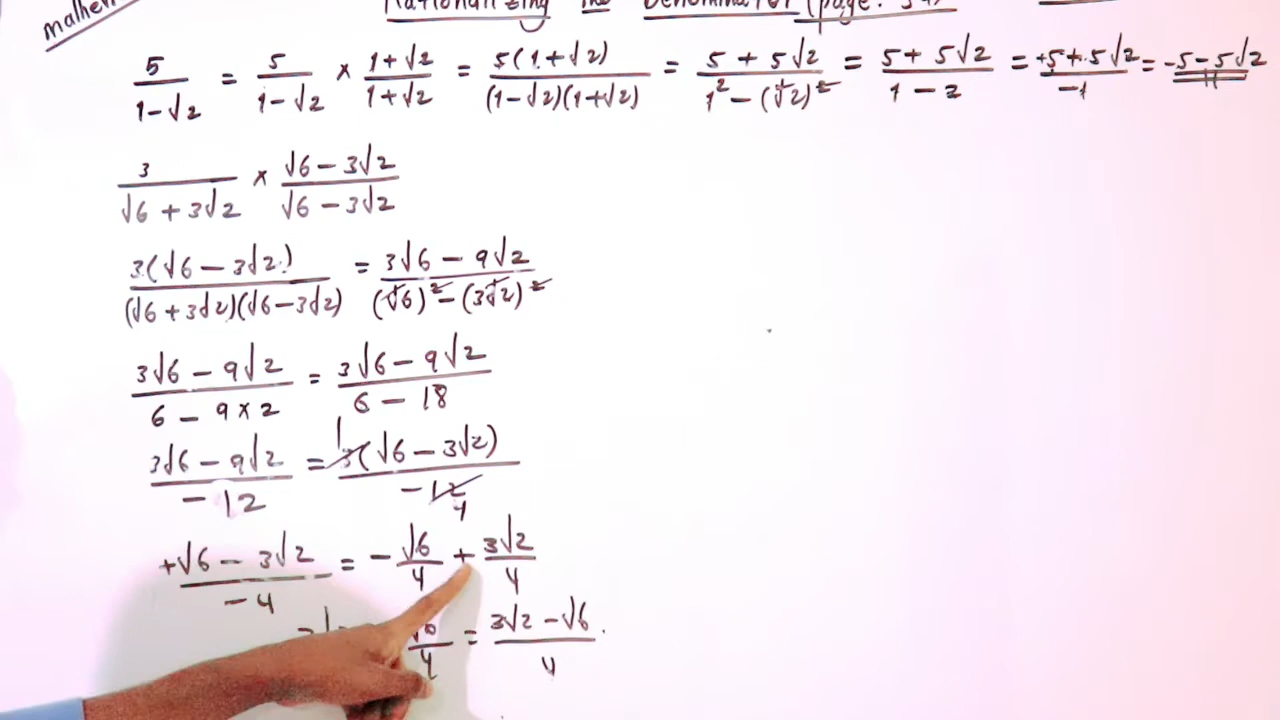 Rationalizing the Denominator (page:
5/(1-√2) = 5/(1-√2) × (1+√2)/(1+√2) = 5(1+√2)/((1-√2)(1+√2)) = (5+5√2)/(1²-(√2)²) = (5+5√2)/(1-2) = (+5+5√2)/(-1) = -5-5√2
3/(√6+3√2) × (√6-3√2)/(√6-3√2)
3(√6-3√2)/((√6+3√2)(√6-3√2)) = (3√6-9√2)/((√6)²-(3√2)²)
(3√6-9√2)/(6-9×2) = (3√6-9√2)/(6-18)
(3√6-9√2)/(-12) = 3(√6-3√2)/(-12) 1 4
(+√6-3√2)/(-4) = -√6/4 + 3√2/4
= (3√2-√6)/4.